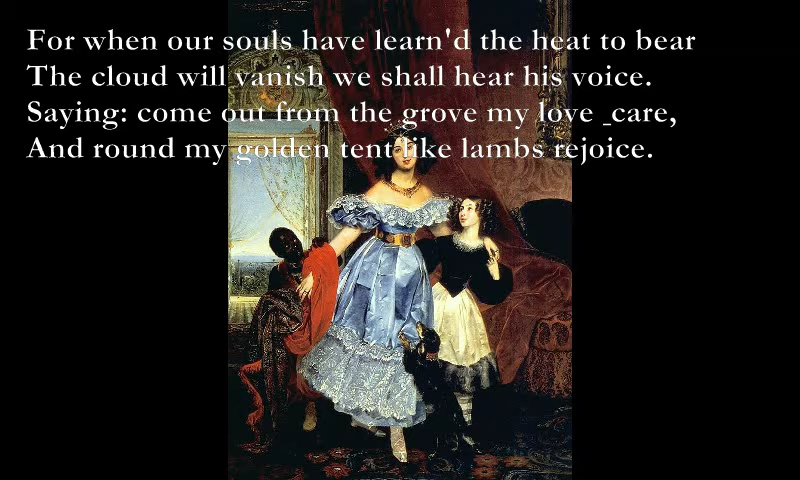 For when our souls have learn'd the heat to bear
The cloud will vanish we shall hear his voice.
Saying: come out from the grove my love _care,
And round my golden tent like lambs rejoice.